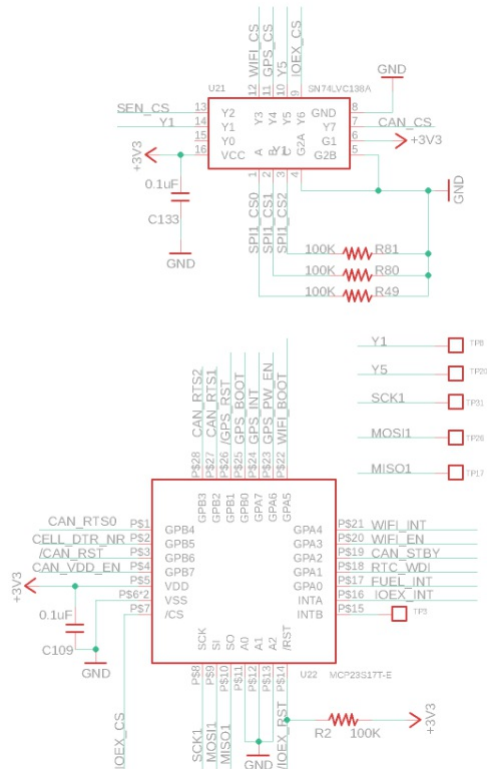 WIFI_CS
GPS_CS
Y5
IOEX_CS
12
11
10
9
U21
SN74LVC138A
GND
SEN_CS
13
Y2
Y3
Y4
Y5
Y6
GND
8
Y1
14
Y1
Y7
7
CAN_CS
15
Y0
G1
6
+3V3
+3V3
16
VCC
A
B
C
G2A
G2B
5
0.1uF
1
2
3
4
GND
C133
SPI1_CS0
SPI1_CS1
SPI1_CS2
100K
R81
GND
100K
R80
100K
R49
Y1
TP8
Y5
TP20
SCK1
TP31
MOSI1
TP26
MISO1
TP17
CAN_RTS2
CAN_RTS1
/GPS_RST
GPS_BOOT
GPS_INT
GPS_PW_EN
WIFI_BOOT
P$28
P$27
P$26
P$25
P$24
P$23
P$22
GPB3
GPB2
GPB1
GPB0
GPA7
GPA6
GPA5
CAN_RTS0
P$1
GPB4
GPA4
P$21
WIFI_INT
CELL_DTR_NR
P$2
GPB5
GPA3
P$20
WIFI_EN
/CAN_RST
P$3
GPB6
GPA2
P$19
CAN_STBY
CAN_VDD_EN
P$4
GPB7
GPA1
P$18
RTC_WDI
+3V3
P$5
VDD
GPA0
P$17
FUEL_INT
P$6*2
VSS
INTA
P$16
IOEX_INT
0.1uF
P$7
/CS
INTB
P$15
C109
SCK
SI
SO
A0
A1
A2
/RST
GND
P$8
P$9
P$10
P$11
P$12
P$13
P$14
U22
MCP23S17T-E
IOEX_CS
SCK1
MOSI1
MISO1
GND
/IOEX_RST
R2
100K
+3V3